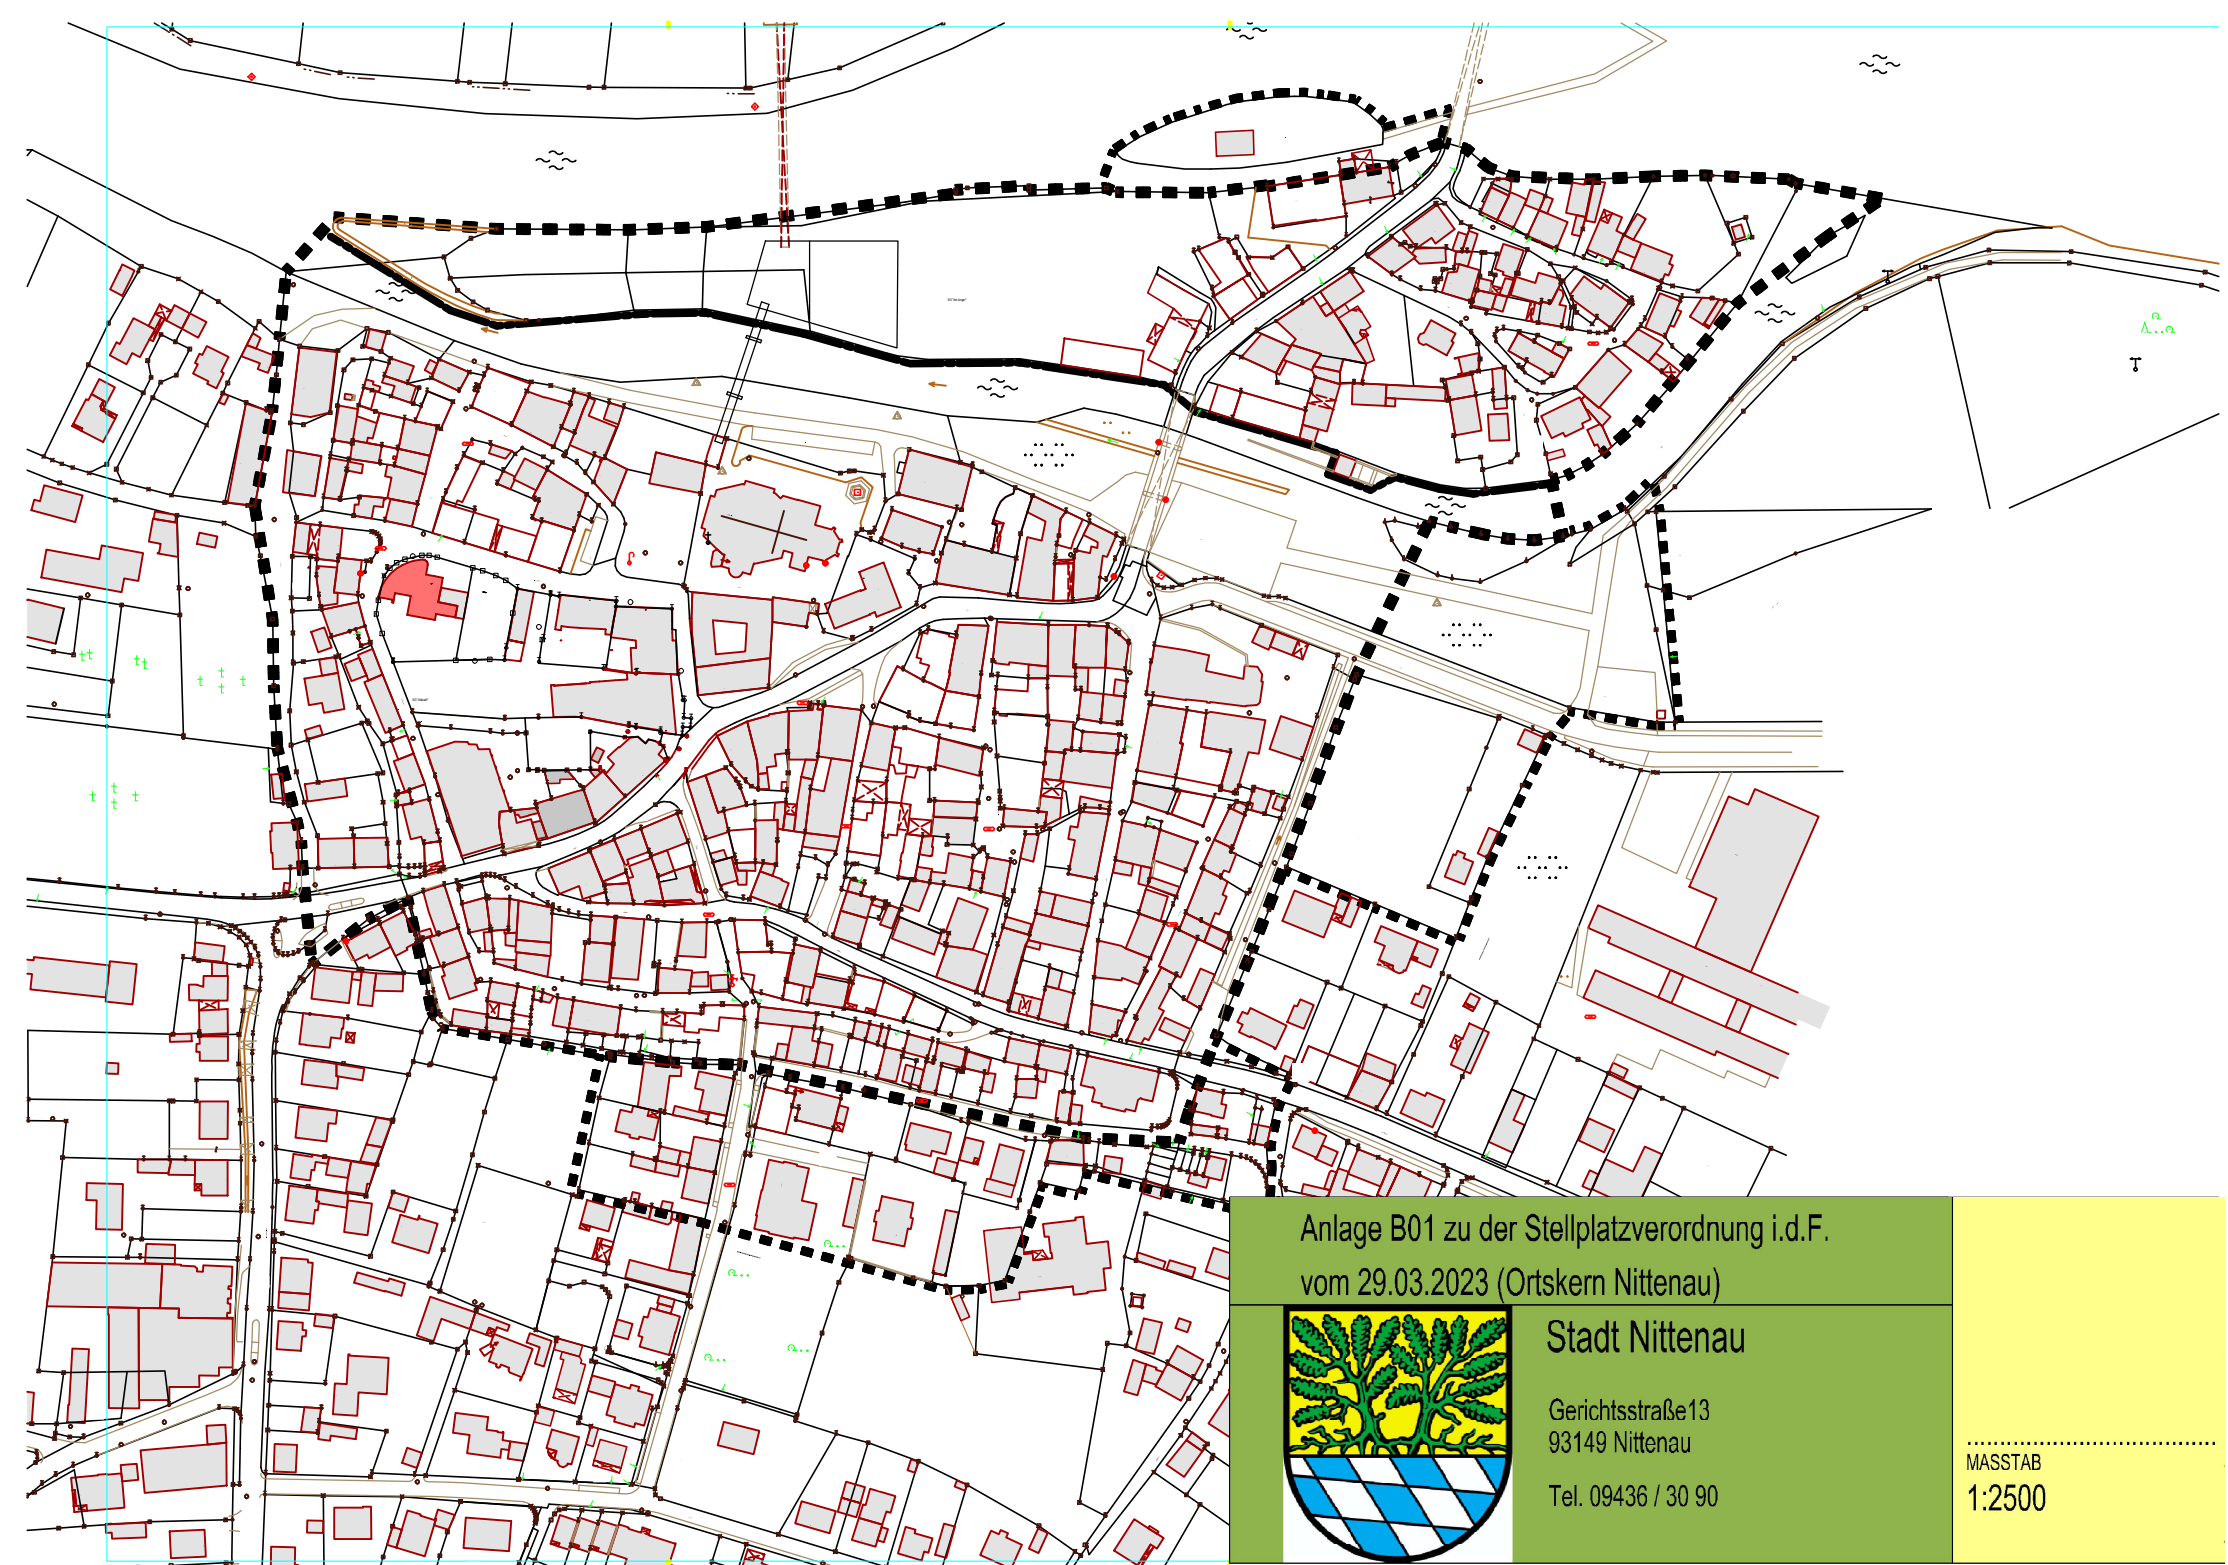 Anlage B01 zu der Stellplatzverordnung i.d.F.
vom 29.03.2023 (Ortskern Nittenau)
Stadt Nittenau
Gerichtsstraße13
93149 Nittenau
Tel. 09436 / 30 90
MASSTAB
1:2500